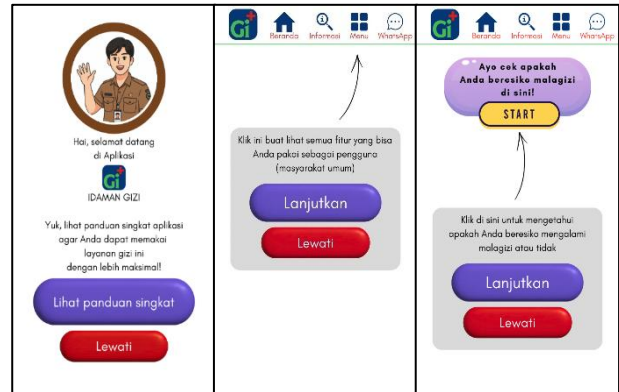 Hai, selamat datang
di Aplikasi
Gi+
IDAMAN GIZI
Yuk, lihat panduan singkat aplikasi
agar Anda dapat memakai
layanan gizi ini
dengan lebih maksimal!
Lihat panduan singkat
Lewati
Gi+
Beranda Informasi Menu WhatsApp
Klik ini buat lihat semua fitur yang bisa
Anda pakai sebagai pengguna
(masyarakat umum)
Lanjutkan
Lewati
Gi+
Beranda Informasi Menu WhatsApp
Ayo cek apakah
Anda beresiko malagizi
di sini!
START
Klik di sini untuk mengetahui
apakah Anda beresiko mengalami
malagizi atau tidak
Lanjutkan
Lewati